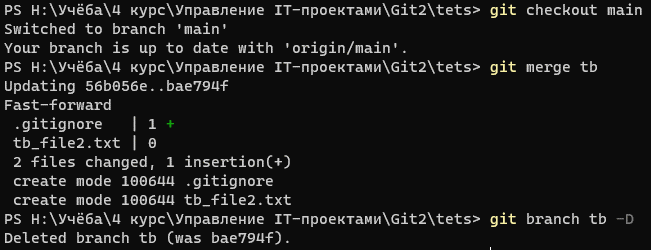 PS H:\Учёба\4 курс\Управление IT-проектами\Git2\tets> git checkout main
Switched to branch 'main'
Your branch is up to date with 'origin/main'.
PS H:\Учёба\4 курс\Управление IT-проектами\Git2\tets> git merge tb
Updating 56b056e..bae794f
Fast-forward
 .gitignore   | 1 +
 tb_file2.txt | 0
 2 files changed, 1 insertion(+)
 create mode 100644 .gitignore
 create mode 100644 tb_file2.txt
PS H:\Учёба\4 курс\Управление IT-проектами\Git2\tets> git branch tb -D
Deleted branch tb (was bae794f).